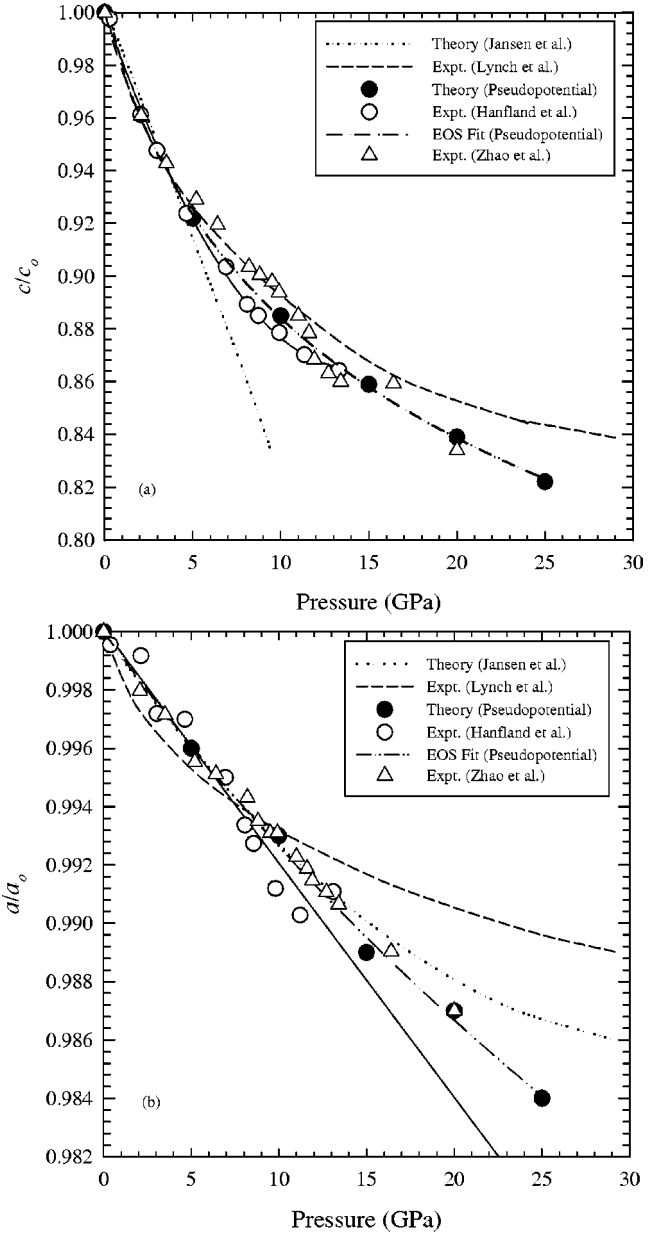 1.00
0.98
0.96
0.94
0.92
0.90
0.88
0.86
0.84
0.82
0.80
c/c_o
Theory (Jansen et al.)
Expt. (Lynch et al.)
Theory (Pseudopotential)
Expt. (Hanfland et al.)
EOS Fit (Pseudopotential)
Expt. (Zhao et al.)
(a)
0 5 10 15 20 25 30
Pressure (GPa)
1.000
0.998
0.996
0.994
0.992
0.990
0.988
0.986
0.984
0.982
a/a_o
Theory (Jansen et al.)
Expt. (Lynch et al.)
Theory (Pseudopotential)
Expt. (Hanfland et al.)
EOS Fit (Pseudopotential)
Expt. (Zhao et al.)
(b)
0 5 10 15 20 25 30
Pressure (GPa)